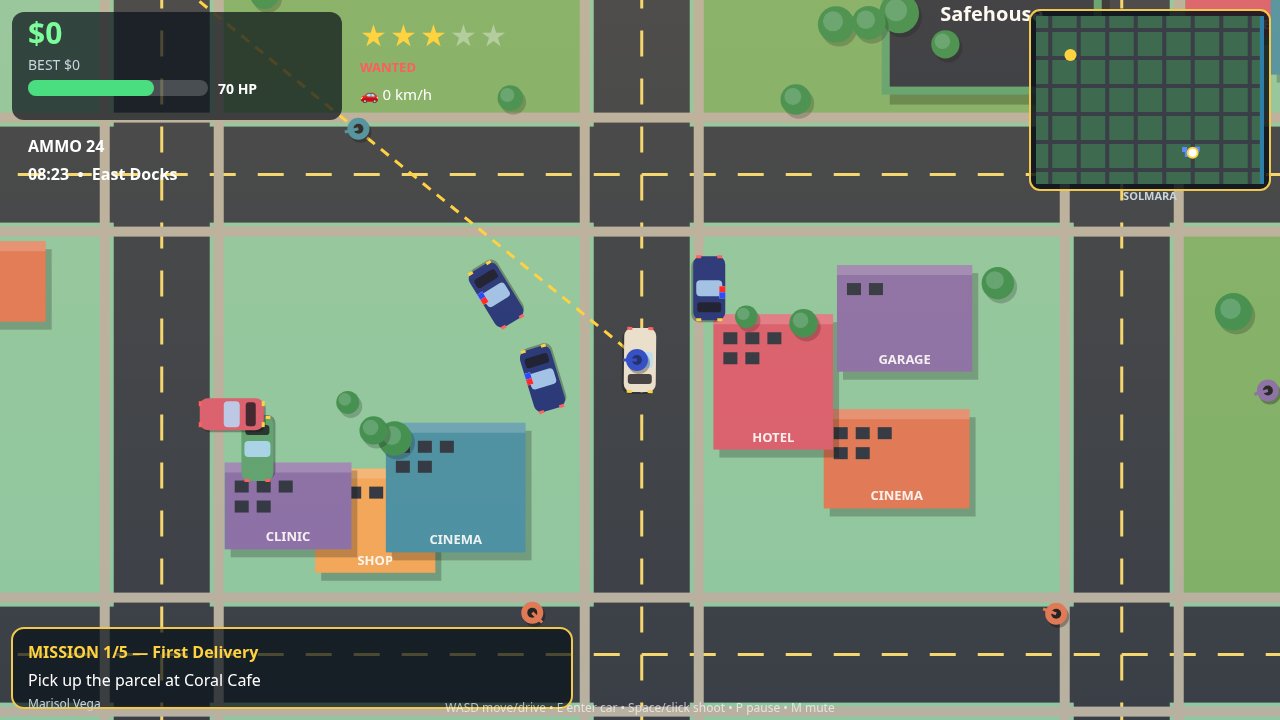 $0
BEST $0
70 HP
WANTED
🚗 0 km/h
AMMO 24
08:23 • East Docks
SOLMARA
GARAGE
HOTEL
CINEMA
CLINIC
SHOP
CINEMA
MISSION 1/5 — First Delivery
Pick up the parcel at Coral Cafe
Marisol Vega
WASD move/drive • E enter car • Space/click shoot • P pause • M mute